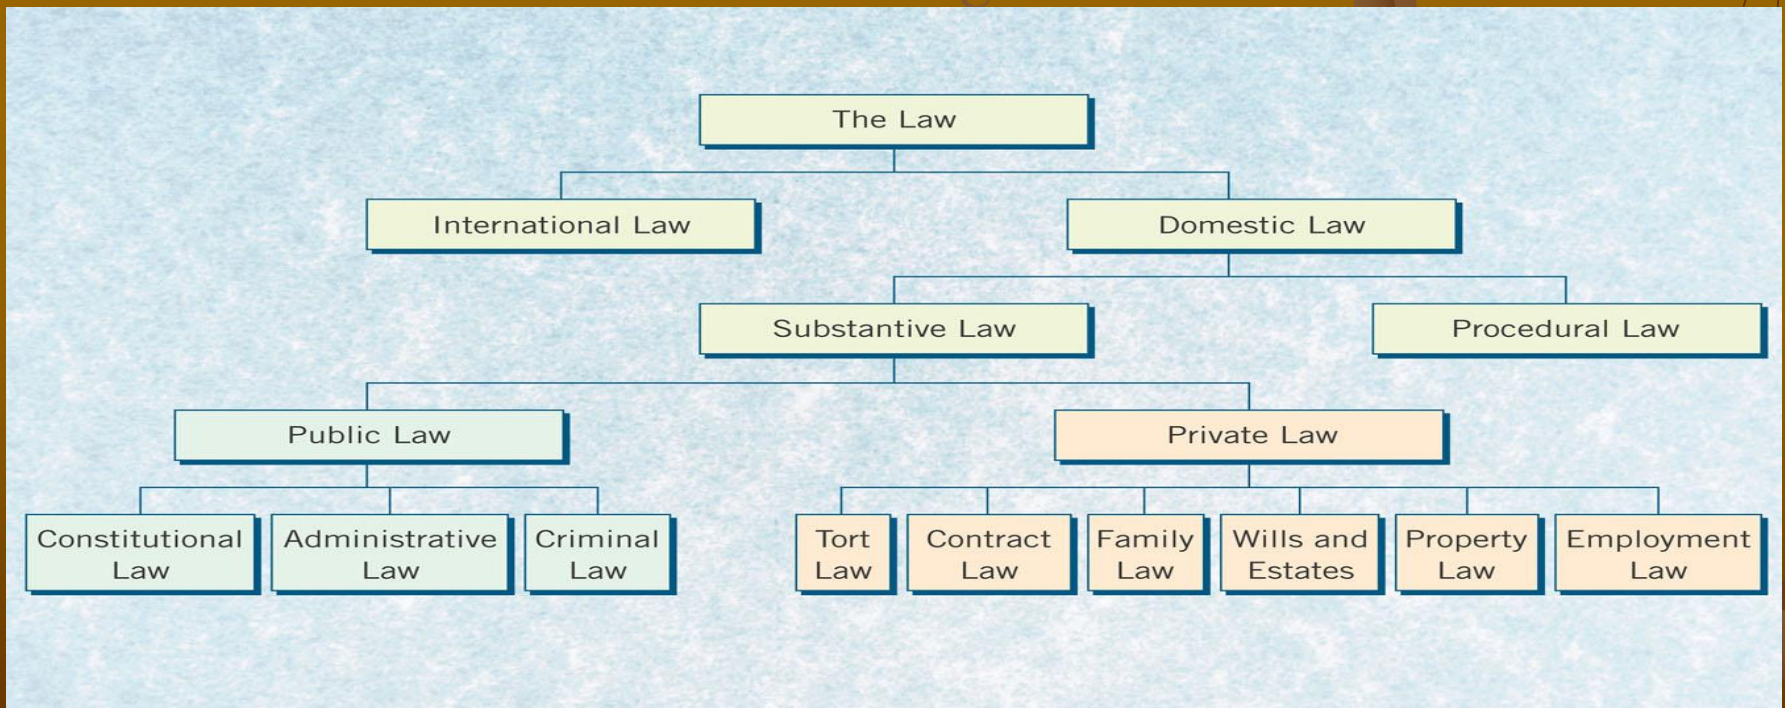 The Law
International Law
Domestic Law
Substantive Law
Procedural Law
Public Law
Private Law
Constitutional
Law
Administrative
Law
Criminal
Law
Tort
Law
Contract
Law
Family
Law
Wills and
Estates
Property
Law
Employment
Law